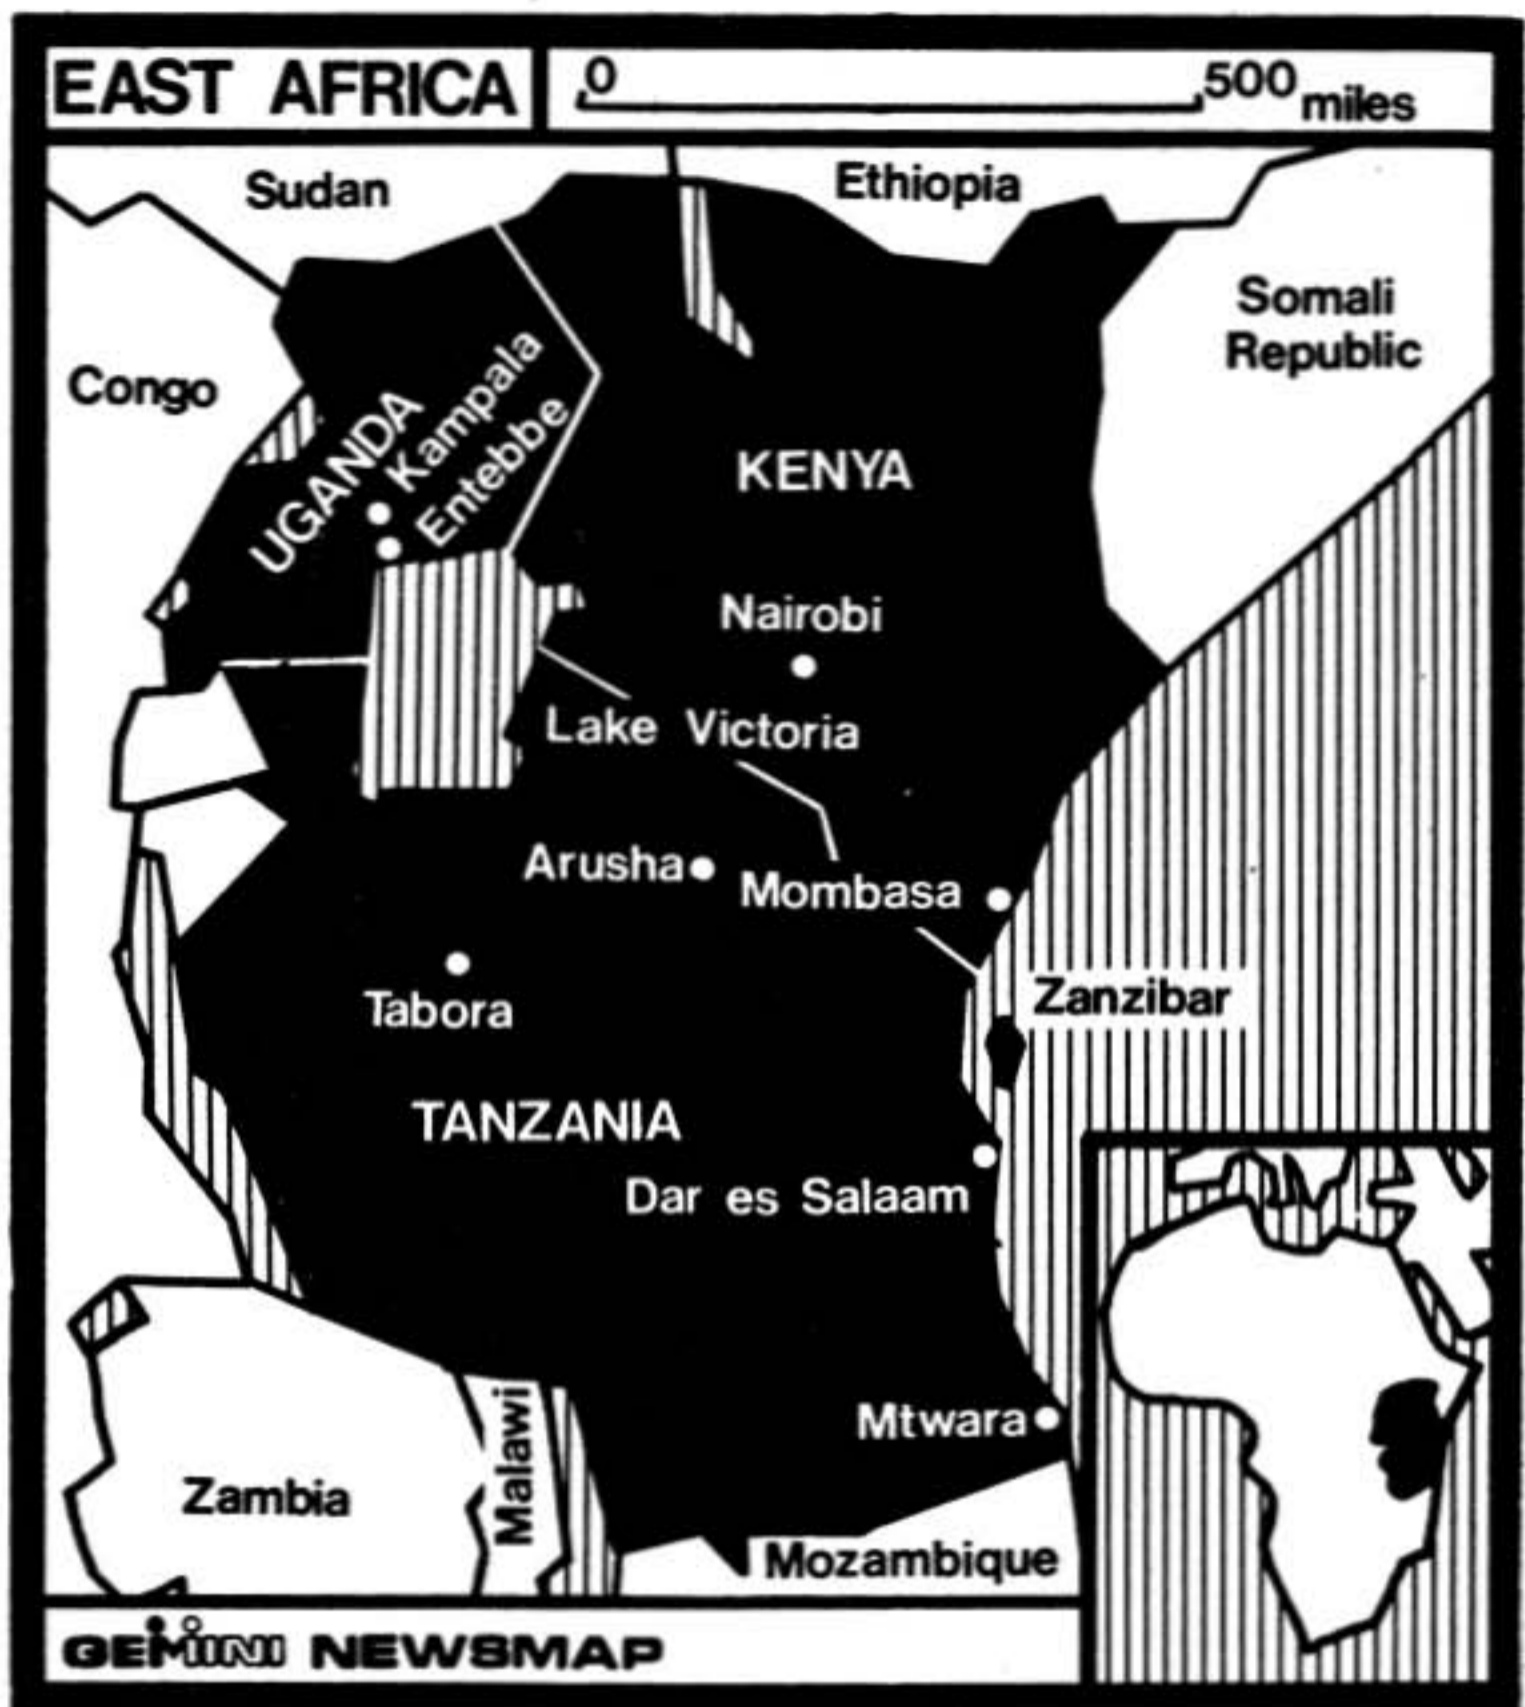 EAST AFRICA
0 500 miles
Sudan
Ethiopia
Somali
Republic
Congo
UGANDA
Kampala
Entebbe
KENYA
Nairobi
Lake Victoria
Arusha
Mombasa
Zanzibar
Tabora
TANZANIA
Dar es Salaam
Mtwara
Malawi
Zambia
Mozambique
GEMINI NEWSMAP